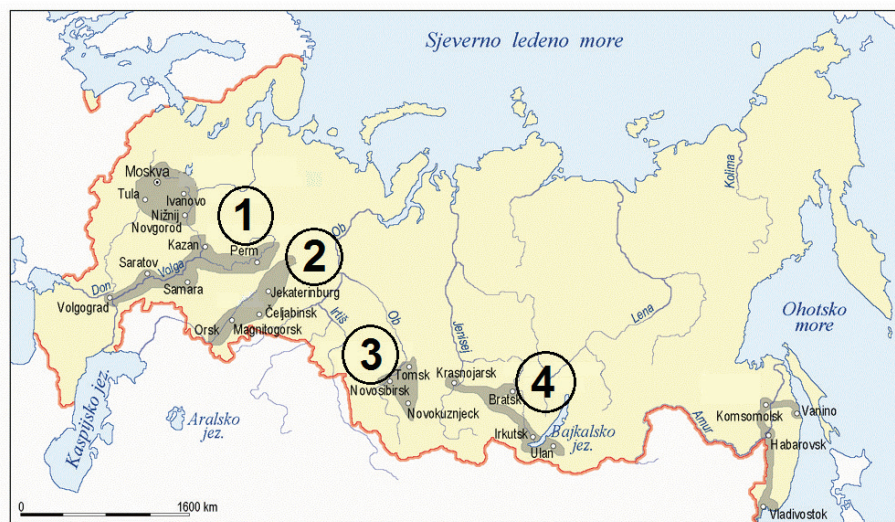 Sjeverno ledeno more
Moskva
Tula
Ivanovo
Nižnij
Novgorod
1
Kazan
Perm
2
Ob
Kolima
Saratov
Volga
Don
Samara
Volgograd
Jekaterinburg
Čeljabinsk
Orsk
Magnitogorsk
Irtiš
Ob
Jenisej
Lena
Ohotsko
more
3
Tomsk
Novosibirsk
Novokuznjeck
Krasnojarsk
4
Bratsk
Irkutsk
Bajkalsko
jez.
Ulan
Kaspijsko jez.
Aralsko
jez.
Amur
Komsomolsk
Vanino
Habarovsk
Vladivostok
0
1600 km